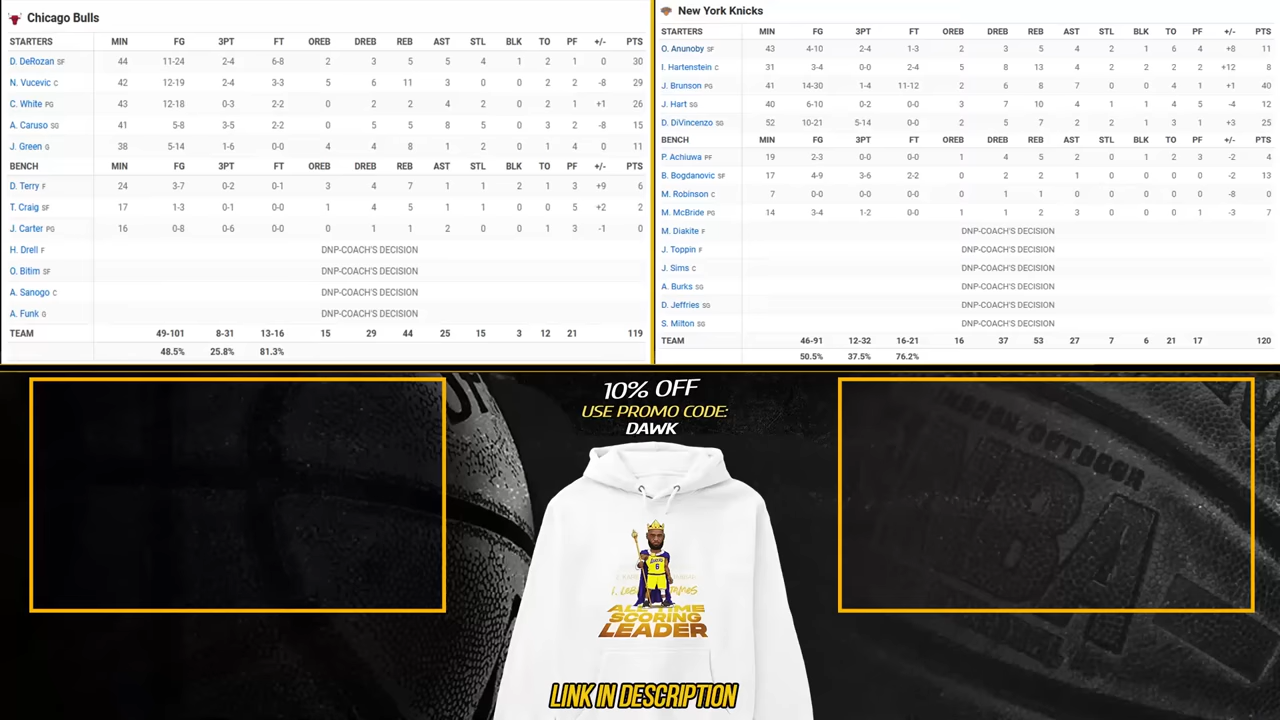 Chicago Bulls
STARTERS MIN FG 3PT FT OREB DREB REB AST STL BLK TO PF +/- PTS
D. DeRozan SF 44 11-24 2-4 6-8 2 3 5 5 4 1 2 1 0 30
N. Vucevic C 42 12-19 2-4 3-3 5 6 11 3 0 0 2 2 -8 29
C. White PG 43 12-18 0-3 2-2 0 2 2 4 2 0 2 2 +1 26
A. Caruso SG 41 5-8 3-5 2-2 0 5 5 8 5 0 3 2 -8 15
J. Green G 38 5-14 1-6 0-0 4 4 8 1 2 0 1 4 0 11
BENCH MIN FG 3PT FT OREB DREB REB AST STL BLK TO PF +/- PTS
D. Terry F 24 3-7 0-2 0-1 3 4 7 1 1 2 1 3 +9 6
T. Craig SF 17 1-3 0-1 0-0 1 4 5 1 1 0 0 5 +2 2
J. Carter PG 16 0-8 0-6 0-0 0 1 1 2 0 0 1 3 -1 0
H. Drell F DNP-COACH'S DECISION
O. Bitim SF DNP-COACH'S DECISION
A. Sanogo C DNP-COACH'S DECISION
A. Funk G DNP-COACH'S DECISION
TEAM 49-101 8-31 13-16 15 29 44 25 15 3 12 21 119
48.5% 25.8% 81.3%
New York Knicks
STARTERS MIN FG 3PT FT OREB DREB REB AST STL BLK TO PF +/- PTS
O. Anunoby SF 43 4-10 2-4 1-3 2 3 5 4 2 1 6 4 +8 11
I. Hartenstein C 31 3-4 0-0 2-4 5 8 13 4 2 2 2 2 +12 8
J. Brunson PG 41 14-30 1-4 11-12 2 6 8 7 0 0 4 1 +1 40
J. Hart SG 40 6-10 0-2 0-0 3 7 10 4 1 1 4 5 -4 12
D. DiVincenzo SG 52 10-21 5-14 0-0 2 5 7 2 2 1 3 1 +3 25
BENCH MIN FG 3PT FT OREB DREB REB AST STL BLK TO PF +/- PTS
P. Achiuwa PF 19 2-3 0-0 0-0 1 4 5 2 0 1 2 3 -2 4
B. Bogdanovic SF 17 4-9 3-6 2-2 0 2 2 1 0 0 0 0 -2 13
M. Robinson C 7 0-0 0-0 0-0 0 1 1 0 0 0 0 0 -8 0
M. McBride PG 14 3-4 1-2 0-0 1 1 2 3 0 0 0 1 -3 7
M. Diakite F DNP-COACH'S DECISION
J. Toppin F DNP-COACH'S DECISION
J. Sims C DNP-COACH'S DECISION
A. Burks SG DNP-COACH'S DECISION
D. Jeffries SG DNP-COACH'S DECISION
S. Milton SG DNP-COACH'S DECISION
TEAM 46-91 12-32 16-21 16 37 53 27 7 6 21 17 120
50.5% 37.5% 76.2%
10% OFF
USE PROMO CODE:
DAWK
INDOOR/OUTDOOR
6
ALL TIME
SCORING
LEADER
LINK IN DESCRIPTION